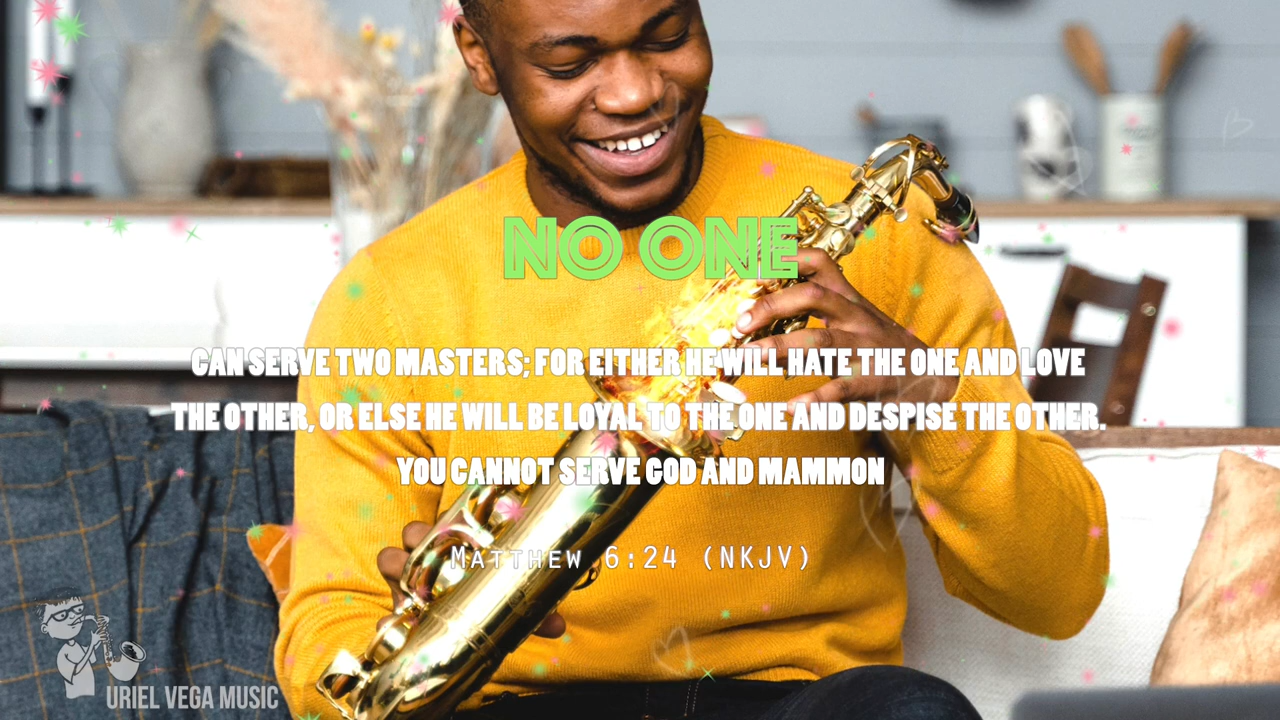 NO ONE
CAN SERVE TWO MASTERS; FOR EITHER HE WILL HATE THE ONE AND LOVE
THE OTHER, OR ELSE HE WILL BE LOYAL TO THE ONE AND DESPISE THE OTHER.
YOU CANNOT SERVE GOD AND MAMMON
Matthew 6:24 (NKJV)
URIEL VEGA MUSIC